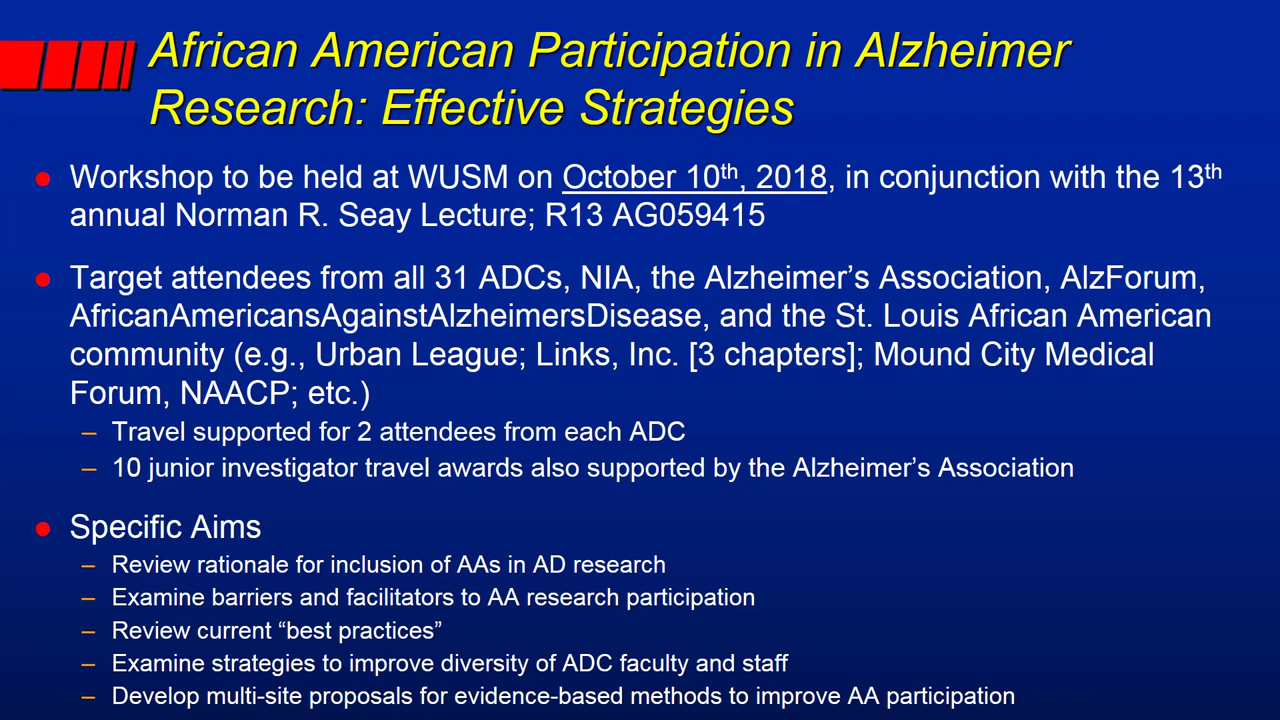 African American Participation in Alzheimer
Research: Effective Strategies
● Workshop to be held at WUSM on October 10th, 2018, in conjunction with the 13th
annual Norman R. Seay Lecture; R13 AG059415
● Target attendees from all 31 ADCs, NIA, the Alzheimer’s Association, AlzForum,
AfricanAmericansAgainstAlzheimersDisease, and the St. Louis African American
community (e.g., Urban League; Links, Inc. [3 chapters]; Mound City Medical
Forum, NAACP; etc.)
– Travel supported for 2 attendees from each ADC
– 10 junior investigator travel awards also supported by the Alzheimer’s Association
● Specific Aims
– Review rationale for inclusion of AAs in AD research
– Examine barriers and facilitators to AA research participation
– Review current “best practices”
– Examine strategies to improve diversity of ADC faculty and staff
– Develop multi-site proposals for evidence-based methods to improve AA participation